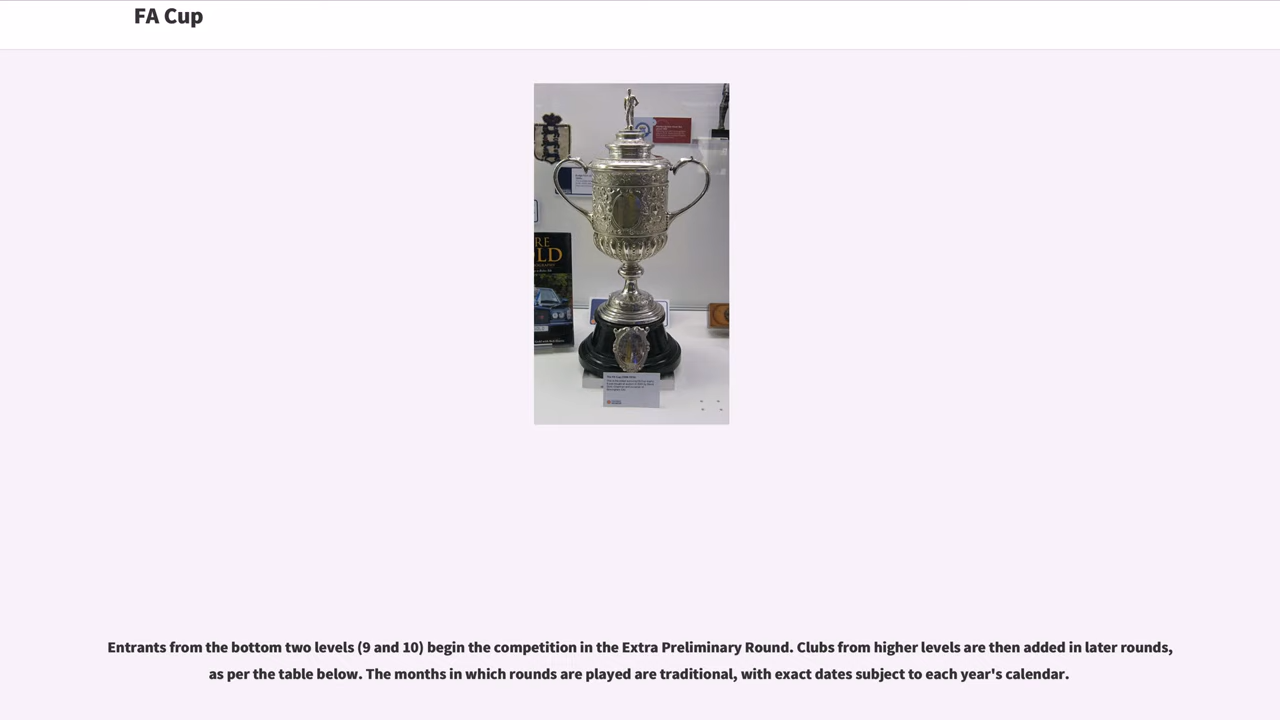 FA Cup
RE
LD
Entrants from the bottom two levels (9 and 10) begin the competition in the Extra Preliminary Round. Clubs from higher levels are then added in later rounds,
as per the table below. The months in which rounds are played are traditional, with exact dates subject to each year's calendar.